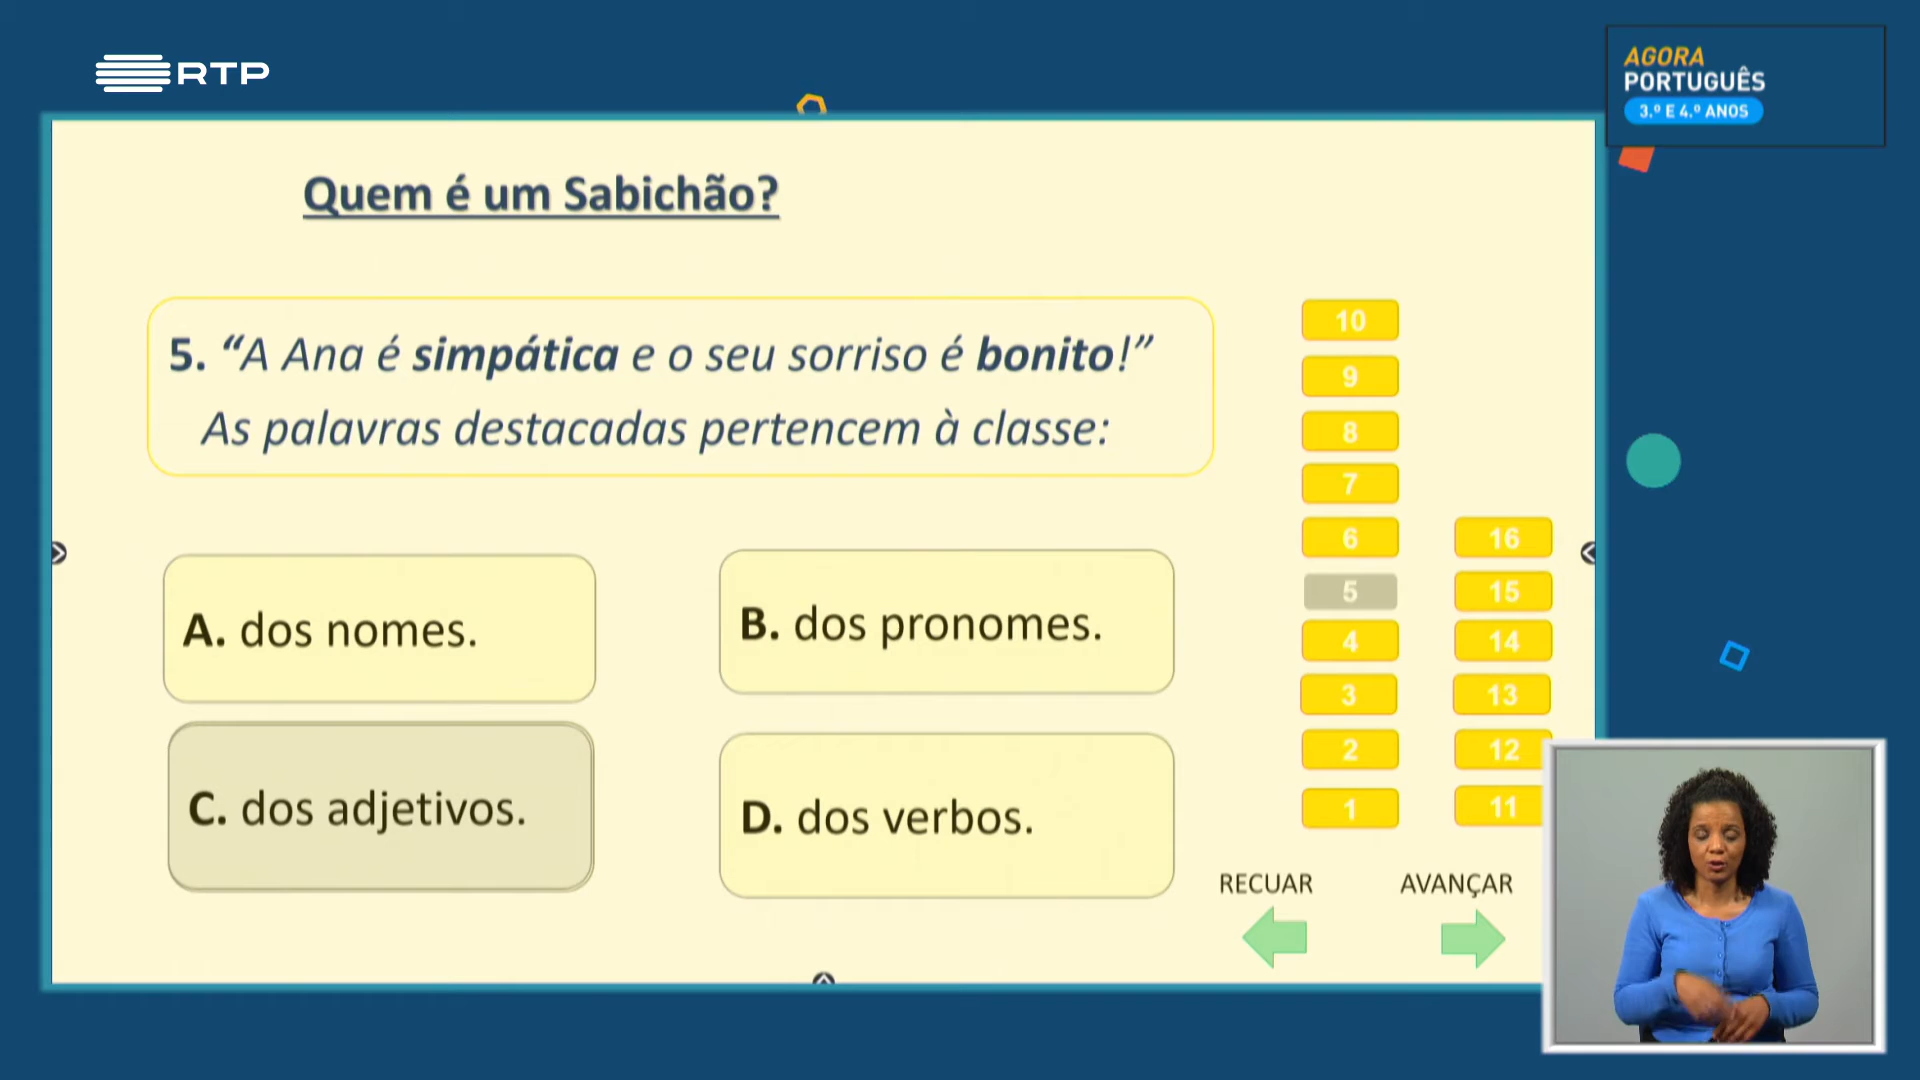 RTP
AGORA
PORTUGUÊS
3.º E 4.º ANOS
Quem é um Sabichão?
5. “A Ana é simpática e o seu sorriso é bonito!”
As palavras destacadas pertencem à classe:
A. dos nomes.
B. dos pronomes.
C. dos adjetivos.
D. dos verbos.
10
9
8
7
6
5
4
3
2
1
16
15
14
13
12
11
RECUAR
AVANÇAR